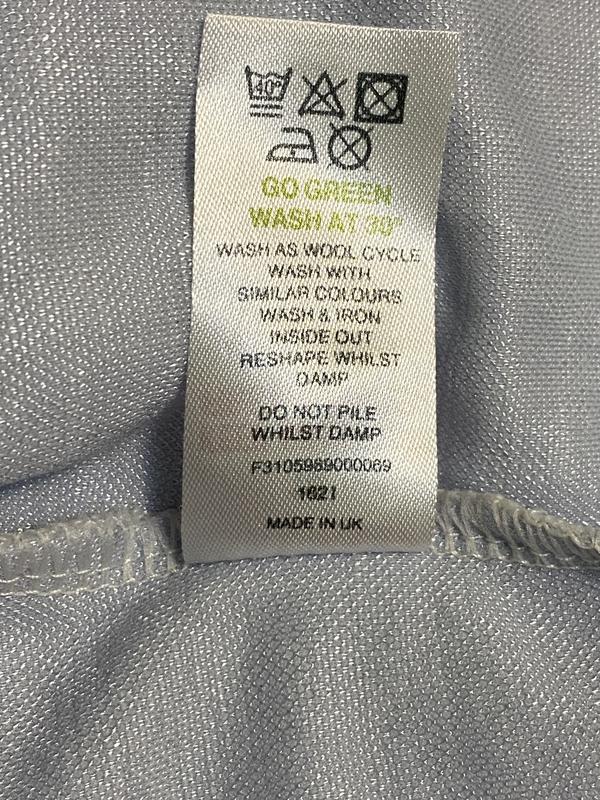 40°
GO GREEN
WASH AT 30°
WASH AS WOOL CYCLE
WASH WITH
SIMILAR COLOURS
WASH & IRON
INSIDE OUT
RESHAPE WHILST
DAMP
DO NOT PILE
WHILST DAMP
F3105969000069
1621
MADE IN UK